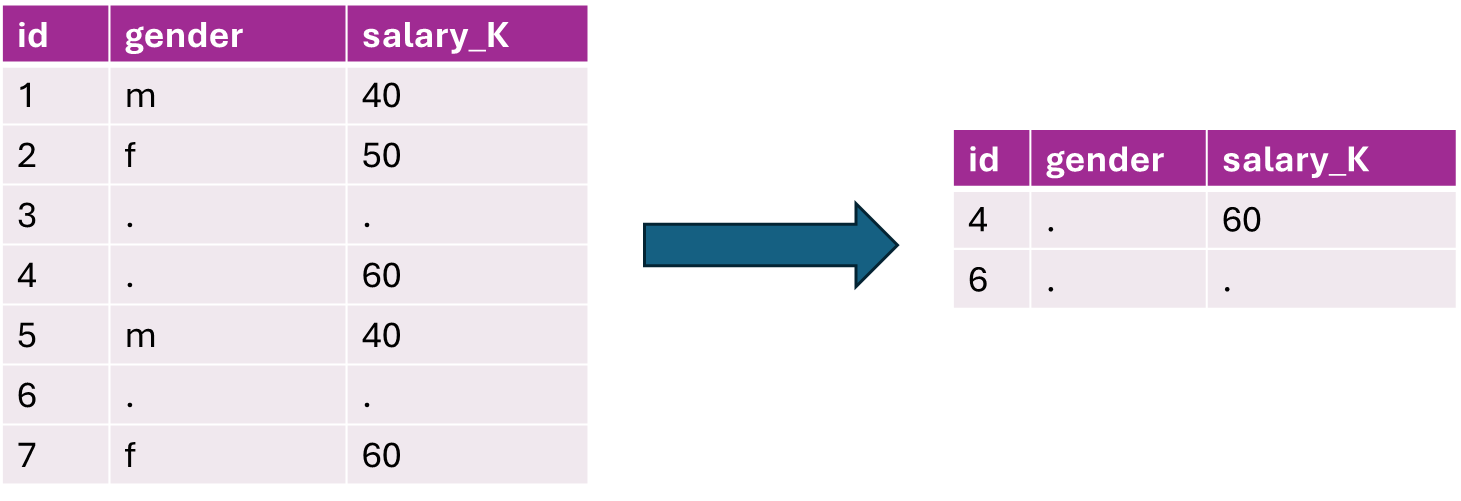 id gender salary_K
1 m 40
2 f 50
3 . .
4 . 60
5 m 40
6 . .
7 f 60
id gender salary_K
4 . 60
6 . .